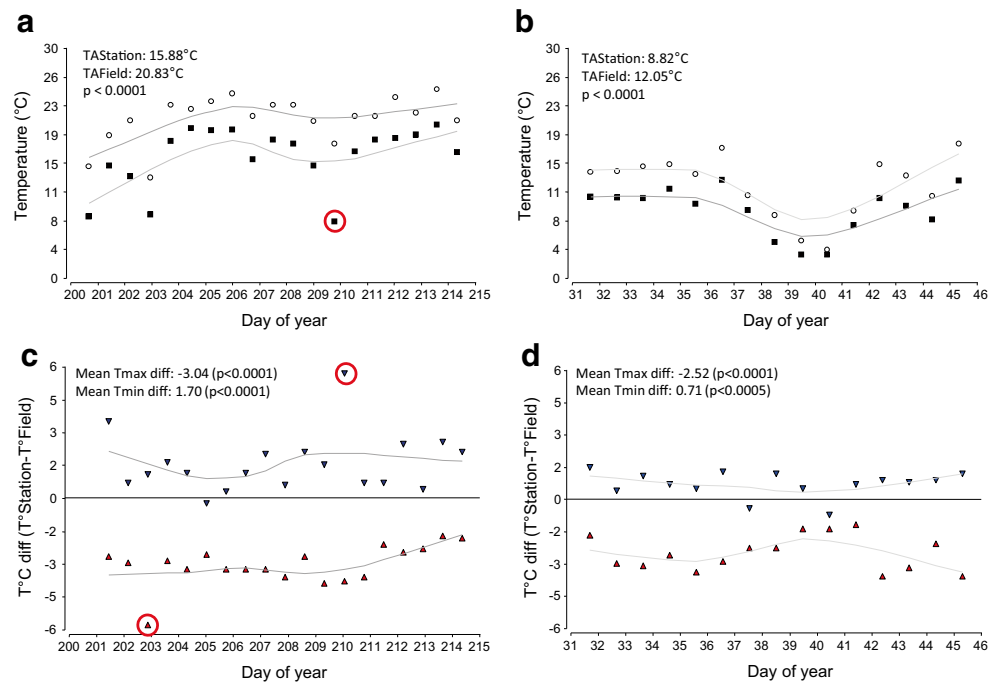 a
TAStation: 15.88°C
TAField: 20.83°C
p < 0.0001
Temperature (°C)
30
26
23
19
15
11
8
4
0
200 201 202 203 204 205 206 207 208 209 210 211 212 213 214 215
Day of year
b
TAStation: 8.82°C
TAField: 12.05°C
p < 0.0001
Temperature (°C)
30
26
23
19
15
11
8
4
0
31 32 33 34 35 36 37 38 39 40 41 42 43 44 45 46
Day of year
c
Mean Tmax diff: -3.04 (p<0.0001)
Mean Tmin diff: 1.70 (p<0.0001)
T°C diff (T°Station-T°Field)
6
5
3
2
0
-2
-3
-5
-6
200 201 202 203 204 205 206 207 208 209 210 211 212 213 214 215
Day of year
d
Mean Tmax diff: -2.52 (p<0.0001)
Mean Tmin diff: 0.71 (p<0.0005)
T°C diff (T°Station-T°Field)
6
5
3
2
0
-2
-3
-5
-6
31 32 33 34 35 36 37 38 39 40 41 42 43 44 45 46
Day of year